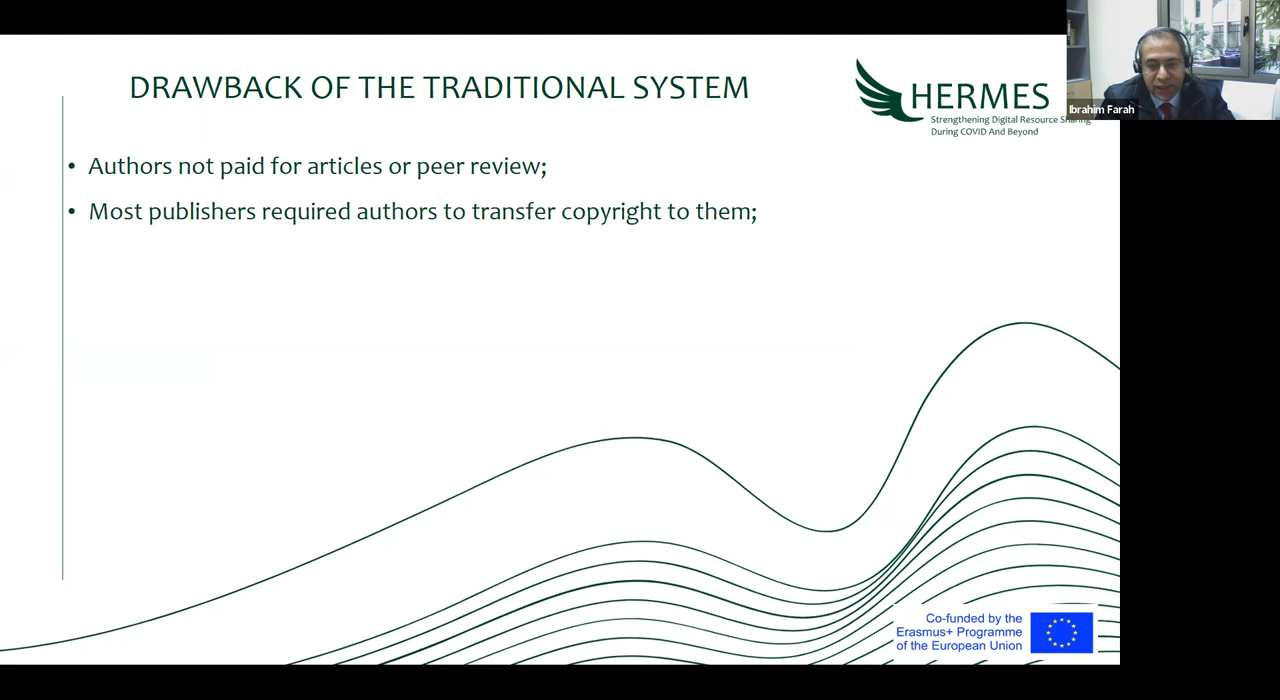 DRAWBACK OF THE TRADITIONAL SYSTEM
HERMES
Strengthening Digital Resource Sharing
During COVID And Beyond
Ibrahim Farah
• Authors not paid for articles or peer review;
• Most publishers required authors to transfer copyright to them;
Co-funded by the
Erasmus+ Programme
of the European Union